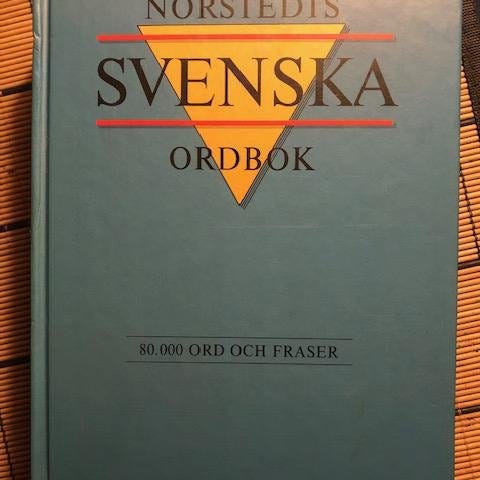 NORSTEDTS
SVENSKA
ORDBOK
80.000 ORD OCH FRASER